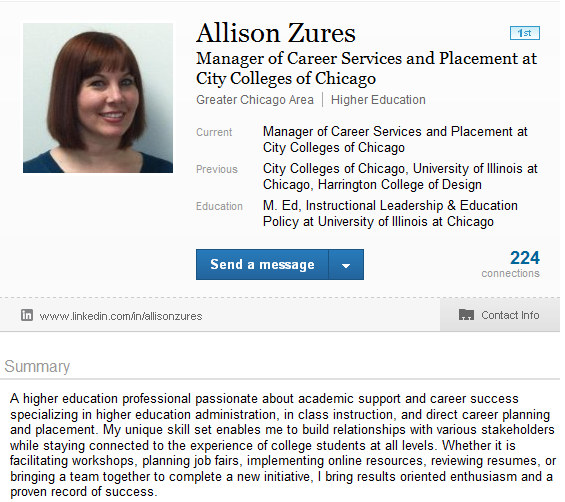 Allison Zures
1st
Manager of Career Services and Placement at
City Colleges of Chicago
Greater Chicago Area | Higher Education
Current Manager of Career Services and Placement at
City Colleges of Chicago
Previous City Colleges of Chicago, University of Illinois at
Chicago, Harrington College of Design
Education M. Ed, Instructional Leadership & Education
Policy at University of Illinois at Chicago
Send a message
224
connections
in www.linkedin.com/in/allisonzures
Contact Info
Summary
A higher education professional passionate about academic support and career success
specializing in higher education administration, in class instruction, and direct career planning
and placement. My unique skill set enables me to build relationships with various stakeholders
while staying connected to the experience of college students at all levels. Whether it is
facilitating workshops, planning job fairs, implementing online resources, reviewing resumes, or
bringing a team together to complete a new initiative, I bring results oriented enthusiasm and a
proven record of success.